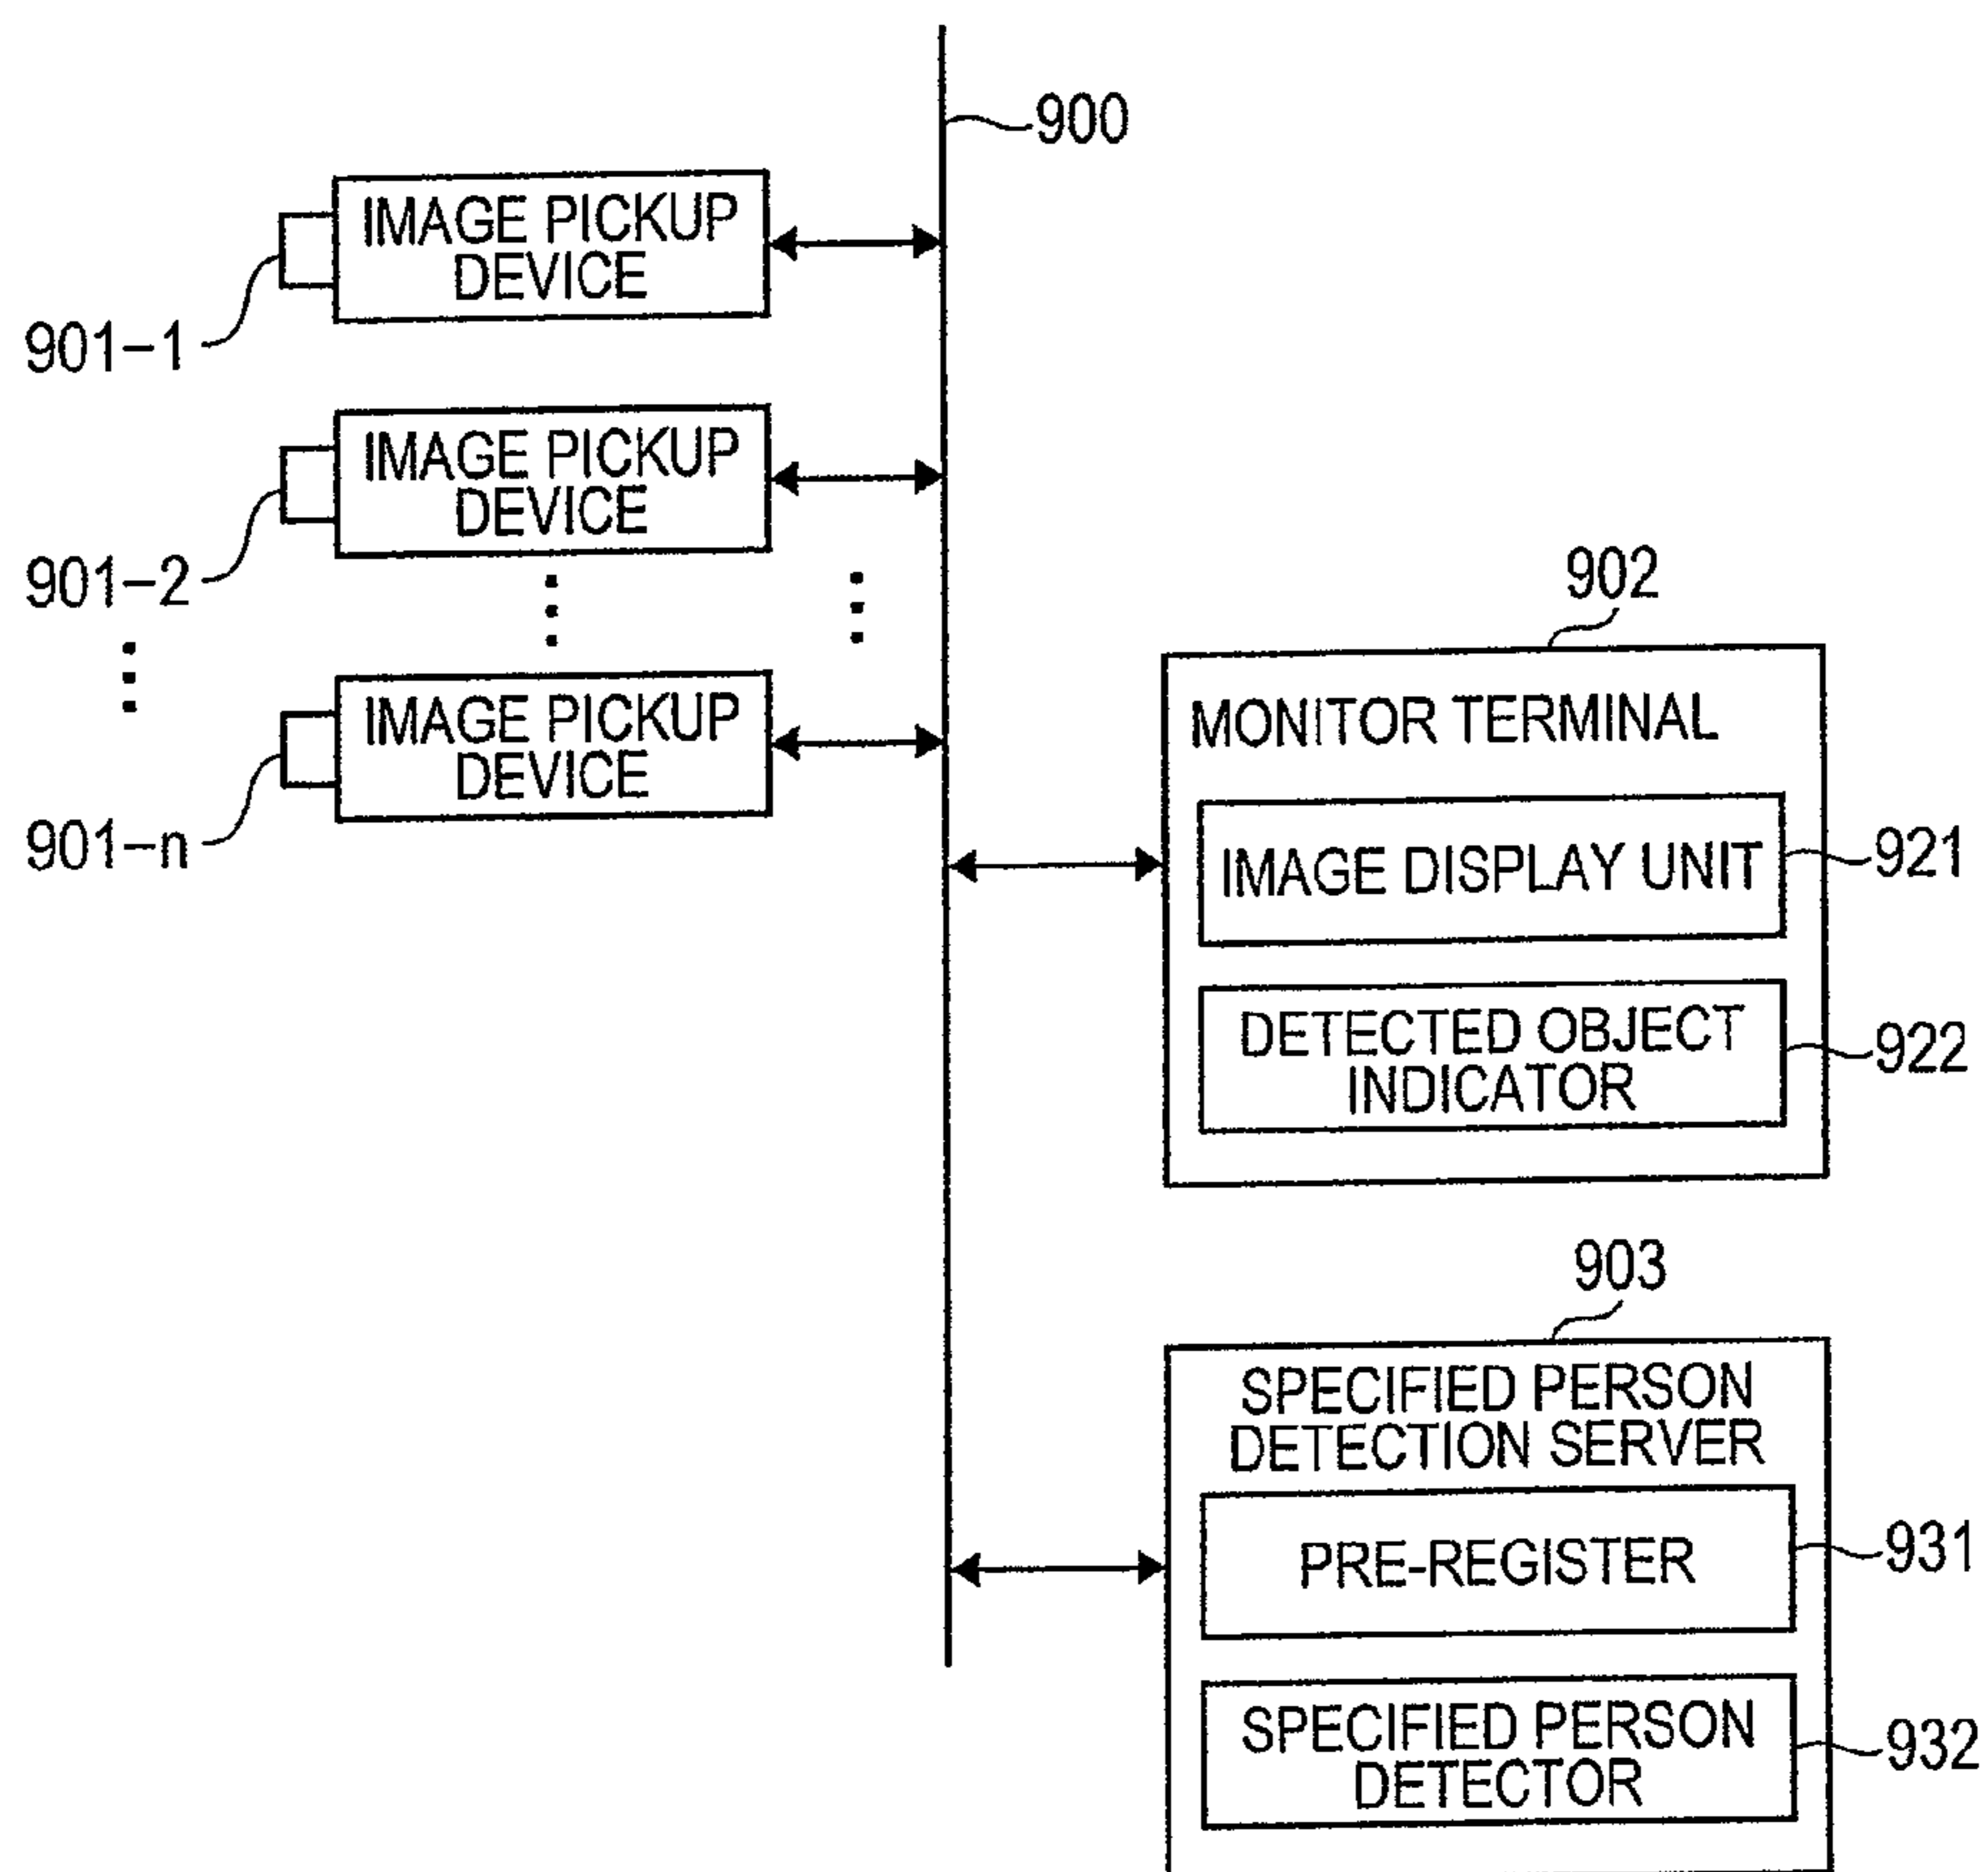 900
IMAGE PICKUP
DEVICE
901-1
IMAGE PICKUP
DEVICE
901-2
IMAGE PICKUP
DEVICE
901-n
902
MONITOR TERMINAL
IMAGE DISPLAY UNIT
921
DETECTED OBJECT
INDICATOR
922
903
SPECIFIED PERSON
DETECTION SERVER
PRE-REGISTER
931
SPECIFIED PERSON
DETECTOR
932